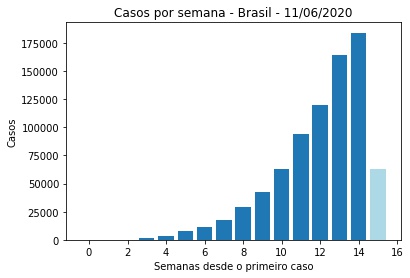 Casos por semana - Brasil - 11/06/2020
175000
150000
125000
100000
75000
50000
25000
0
Casos
0 2 4 6 8 10 12 14 16
Semanas desde o primeiro caso